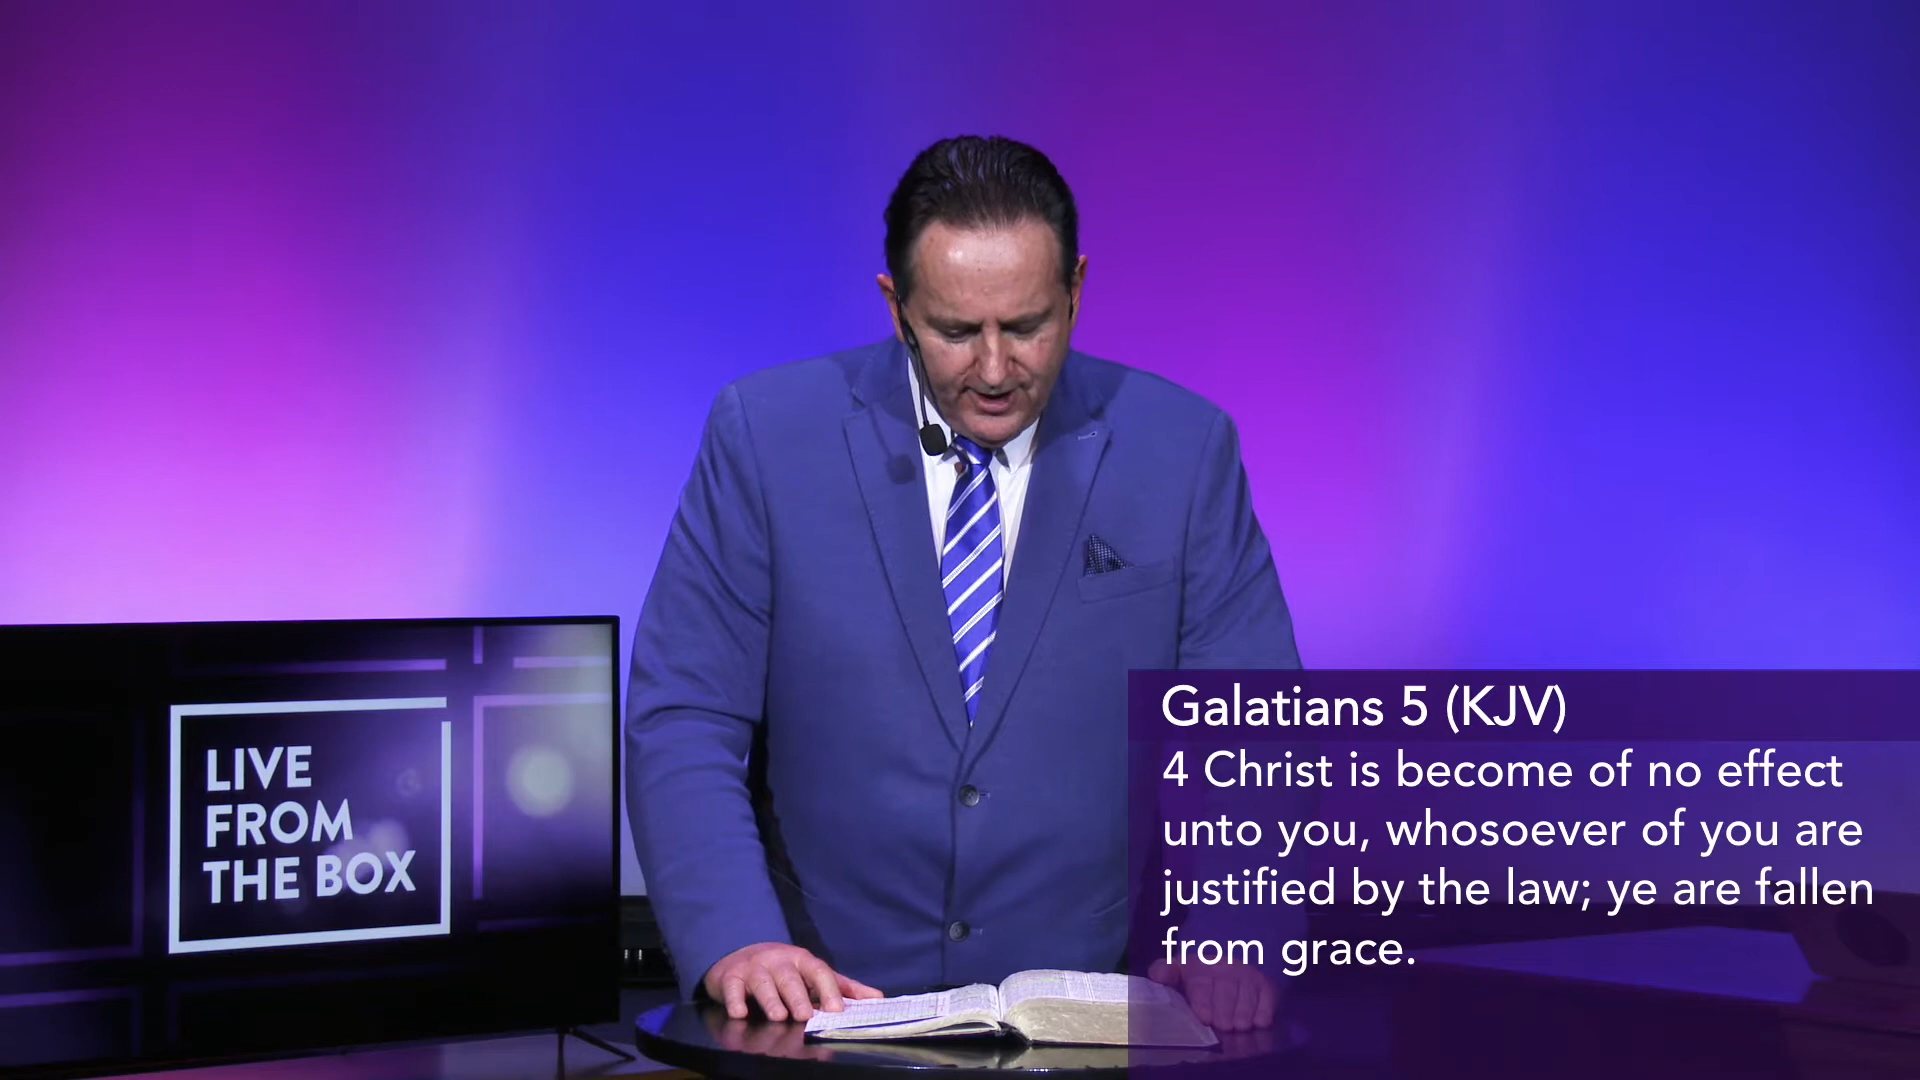 LIVE
FROM
THE BOX
Galatians 5 (KJV)
4 Christ is become of no effect
unto you, whosoever of you are
justified by the law; ye are fallen
from grace.